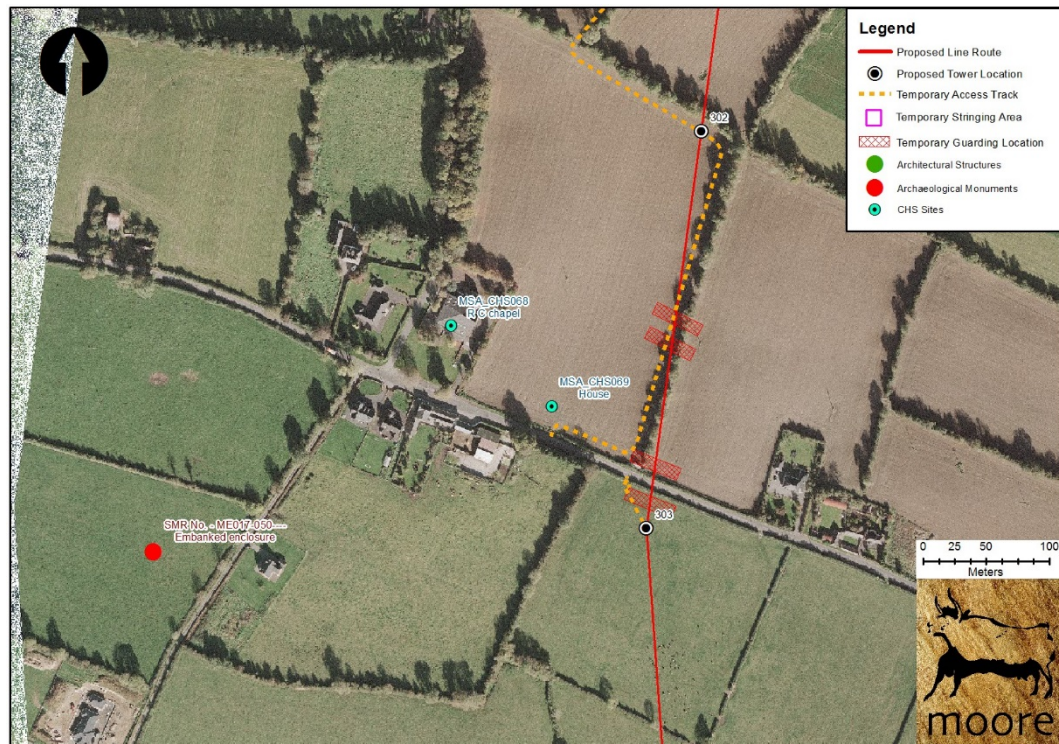 Legend
Proposed Line Route
Proposed Tower Location
Temporary Access Track
Temporary Stringing Area
Temporary Guarding Location
Architectural Structures
Archaeological Monuments
CHS Sites
302
MSA_CHS068
R C chapel
MSA_CHS069
House
SMR No. - ME017-050----
Embanked enclosure
303
0 25 50 100
Meters
moore